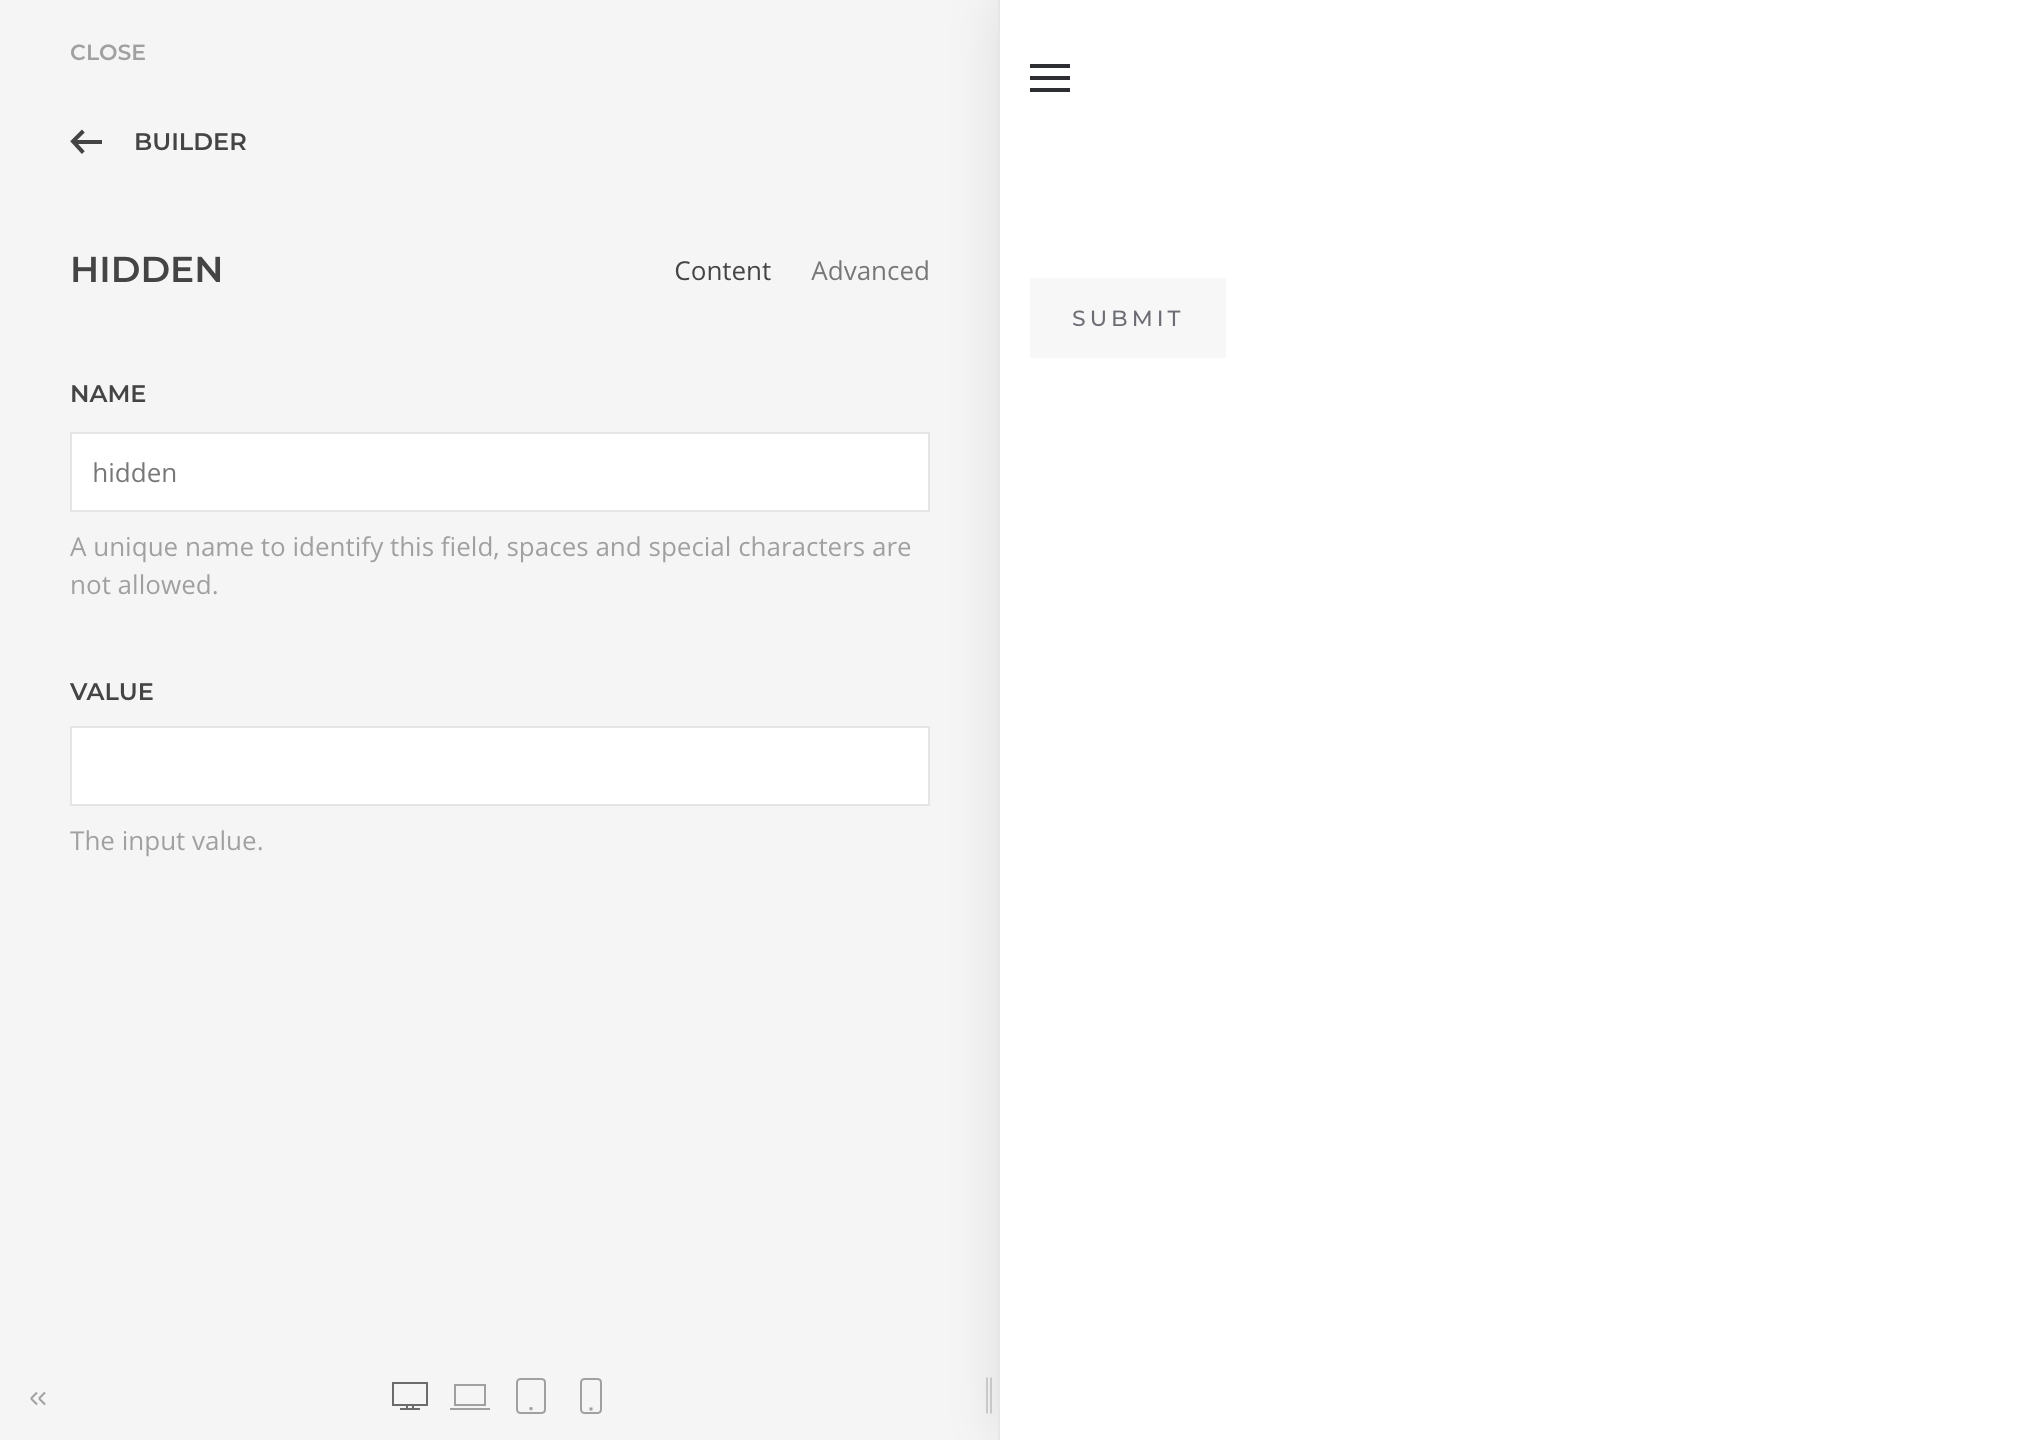 CLOSE
BUILDER
HIDDEN
Content
Advanced
NAME
hidden
A unique name to identify this field, spaces and special characters are
not allowed.
VALUE
The input value.
SUBMIT